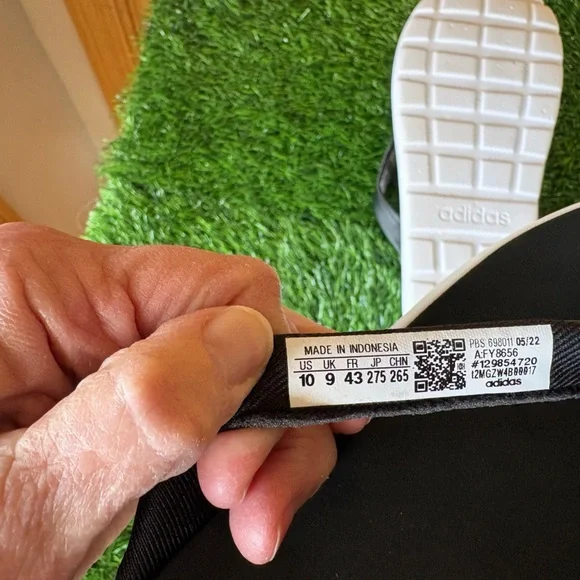 adidas
MADE IN INDONESIA
US UK FR JP CHN
10 9 43 275 265
PBS 698011 05/22
A:FY8656
#129854720
12MGZW4B00017
adidas